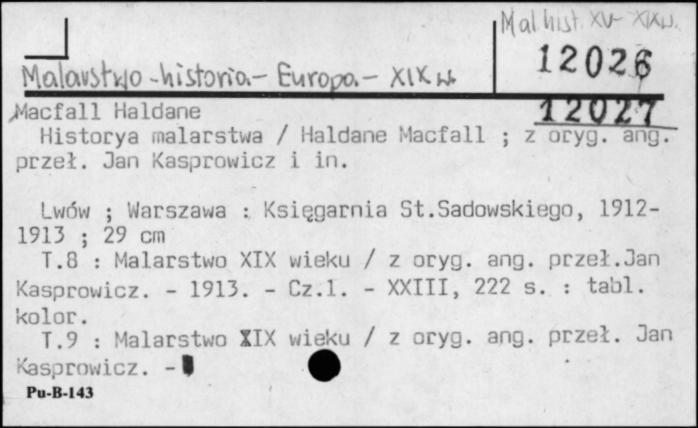 Mal hist. XV-XIX w.
12026
Malarstwo - historia - Europa - XIX w.
12027
Macfall Haldane
Historya malarstwa / Haldane Macfall ; z oryg. ang.
przeł. Jan Kasprowicz i in.
Lwów ; Warszawa : Księgarnia St.Sadowskiego, 1912-
1913 ; 29 cm
T.8 : Malarstwo XIX wieku / z oryg. ang. przeł.Jan
Kasprowicz. - 1913. - Cz.1. - XXIII, 222 s. : tabl.
kolor.
T.9 : Malarstwo XIX wieku / z oryg. ang. przeł. Jan
Kasprowicz. -
Pu-B-143